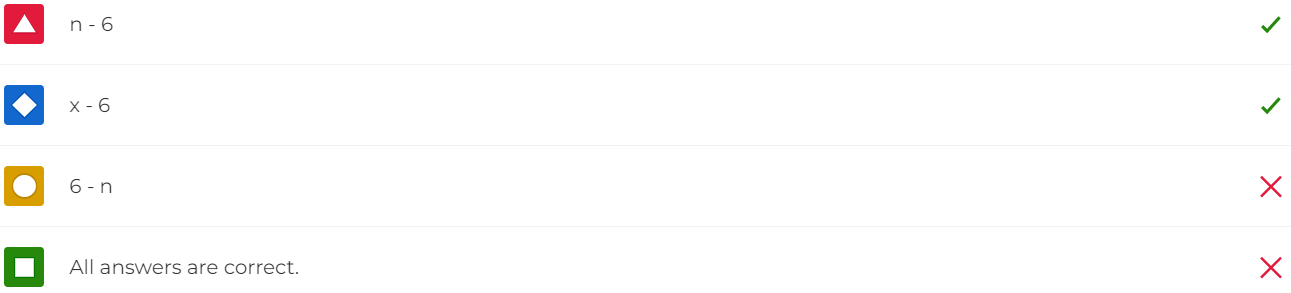 n - 6
x - 6
6 - n
All answers are correct.